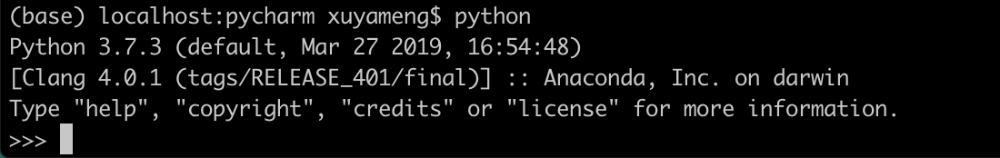 (base) localhost:pycharm xuyameng$ python
Python 3.7.3 (default, Mar 27 2019, 16:54:48)
[Clang 4.0.1 (tags/RELEASE_401/final)] :: Anaconda, Inc. on darwin
Type "help", "copyright", "credits" or "license" for more information.
>>>